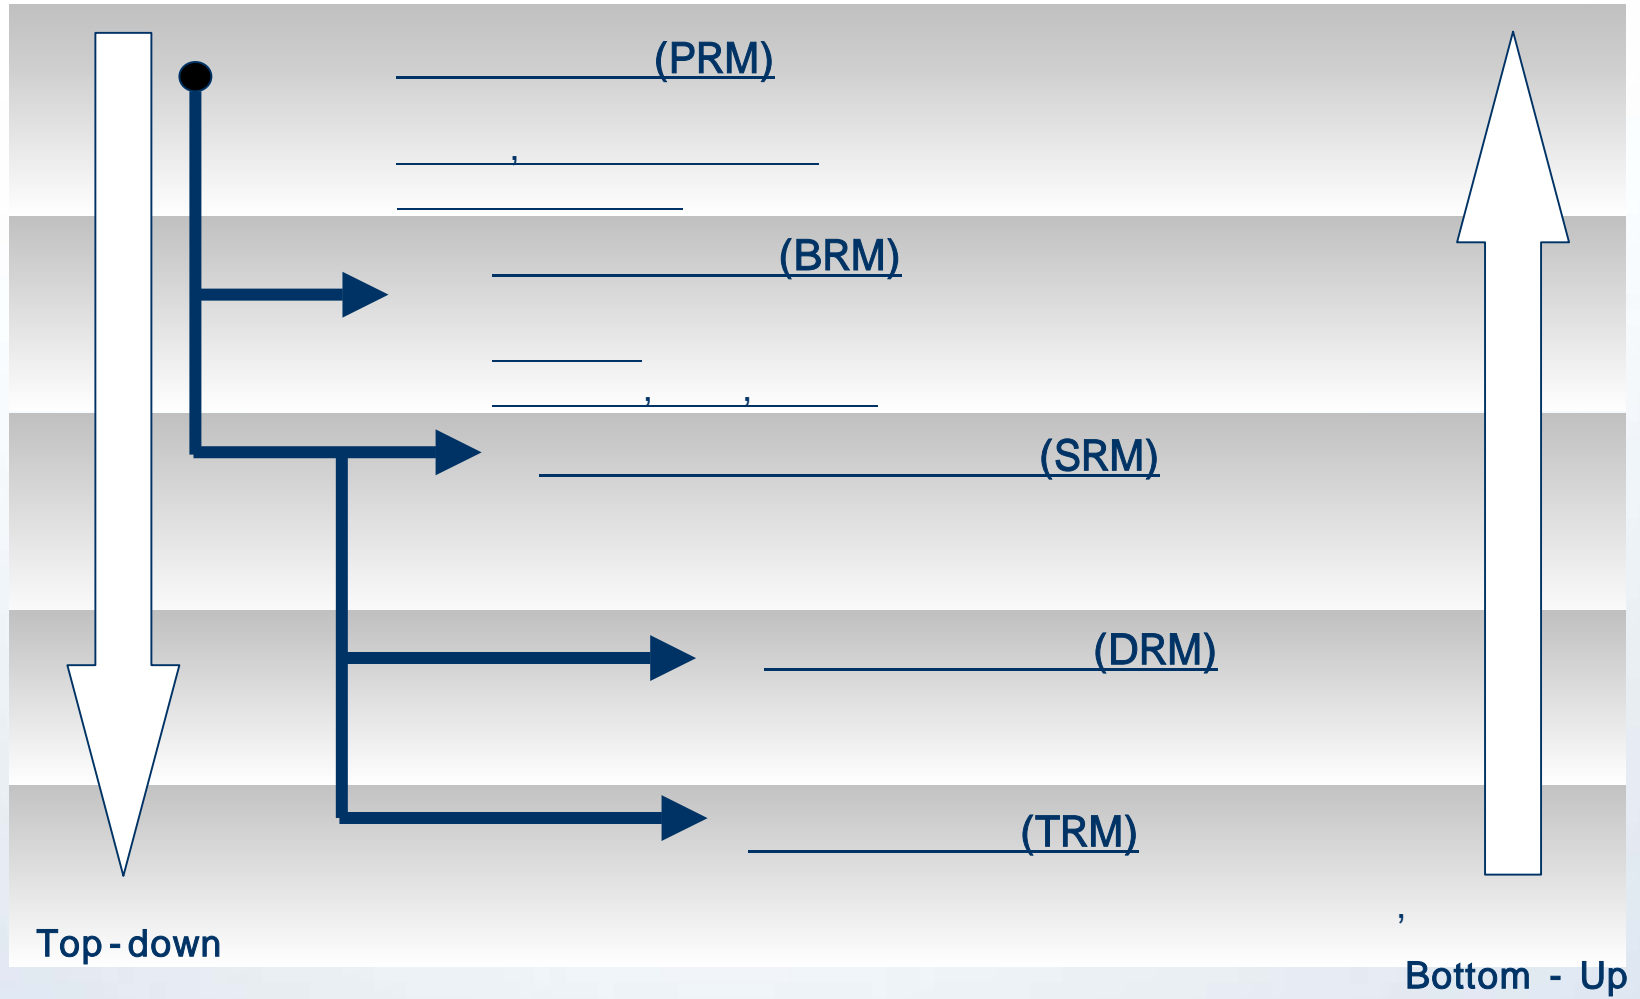 (PRM)
,
(BRM)
, ,
(SRM)
(DRM)
(TRM)
,
Top-down
Bottom - Up